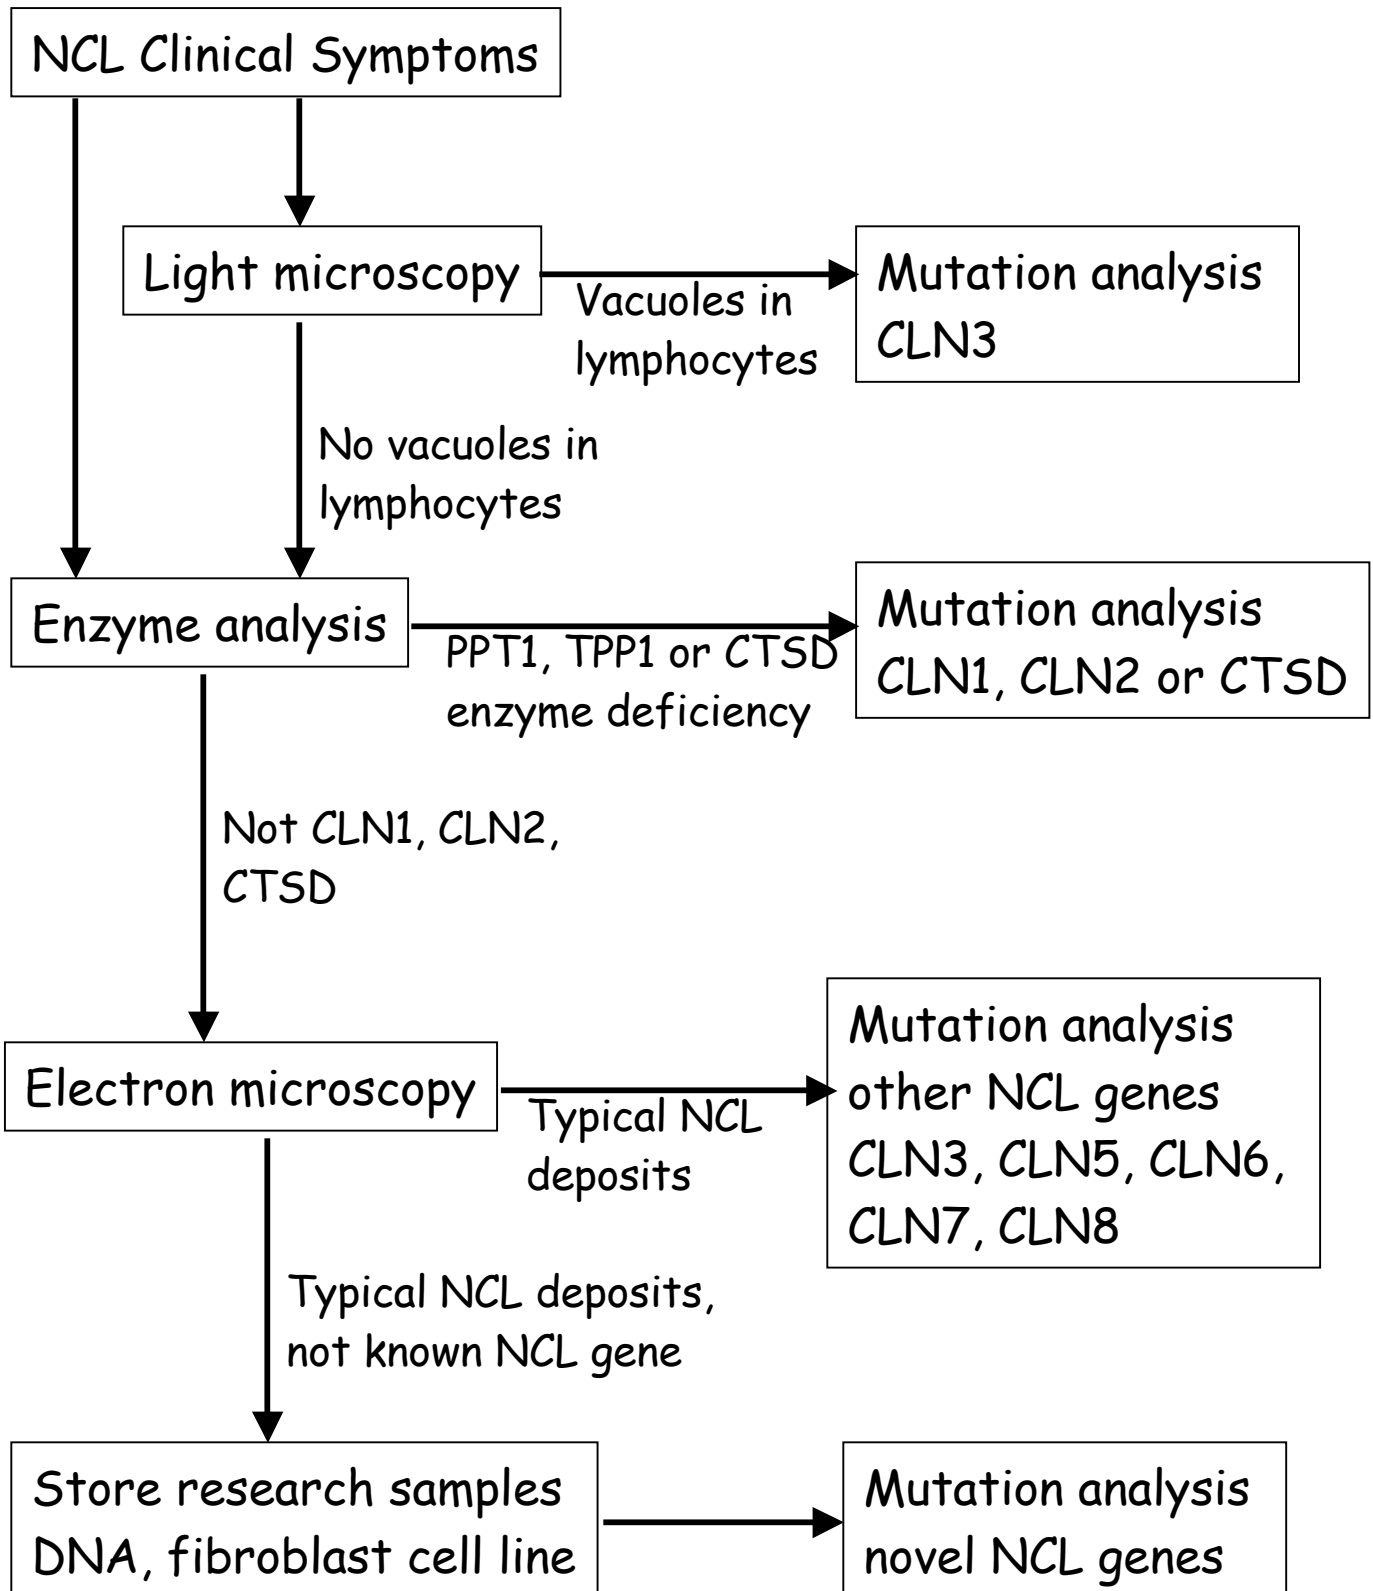 NCL Clinical Symptoms
Light microscopy
Vacuoles in
lymphocytes
Mutation analysis
CLN3
No vacuoles in
lymphocytes
Enzyme analysis
PPT1, TPP1 or CTSD
enzyme deficiency
Mutation analysis
CLN1, CLN2 or CTSD
Not CLN1, CLN2,
CTSD
Electron microscopy
Typical NCL
deposits
Mutation analysis
other NCL genes
CLN3, CLN5, CLN6,
CLN7, CLN8
Typical NCL deposits,
not known NCL gene
Store research samples
DNA, fibroblast cell line
Mutation analysis
novel NCL genes